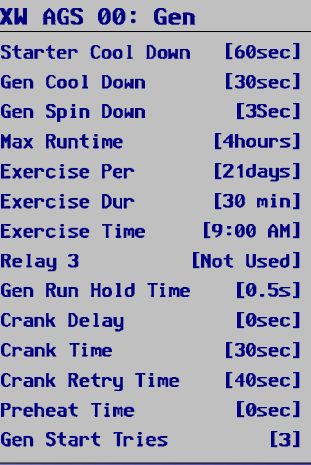 XW AGS 00: Gen
Starter Cool Down [60sec]
Gen Cool Down [30sec]
Gen Spin Down [3Sec]
Max Runtime [4hours]
Exercise Per [21days]
Exercise Dur [30 min]
Exercise Time [9:00 AM]
Relay 3 [Not Used]
Gen Run Hold Time [0.5s]
Crank Delay [0sec]
Crank Time [30sec]
Crank Retry Time [40sec]
Preheat Time [0sec]
Gen Start Tries [3]